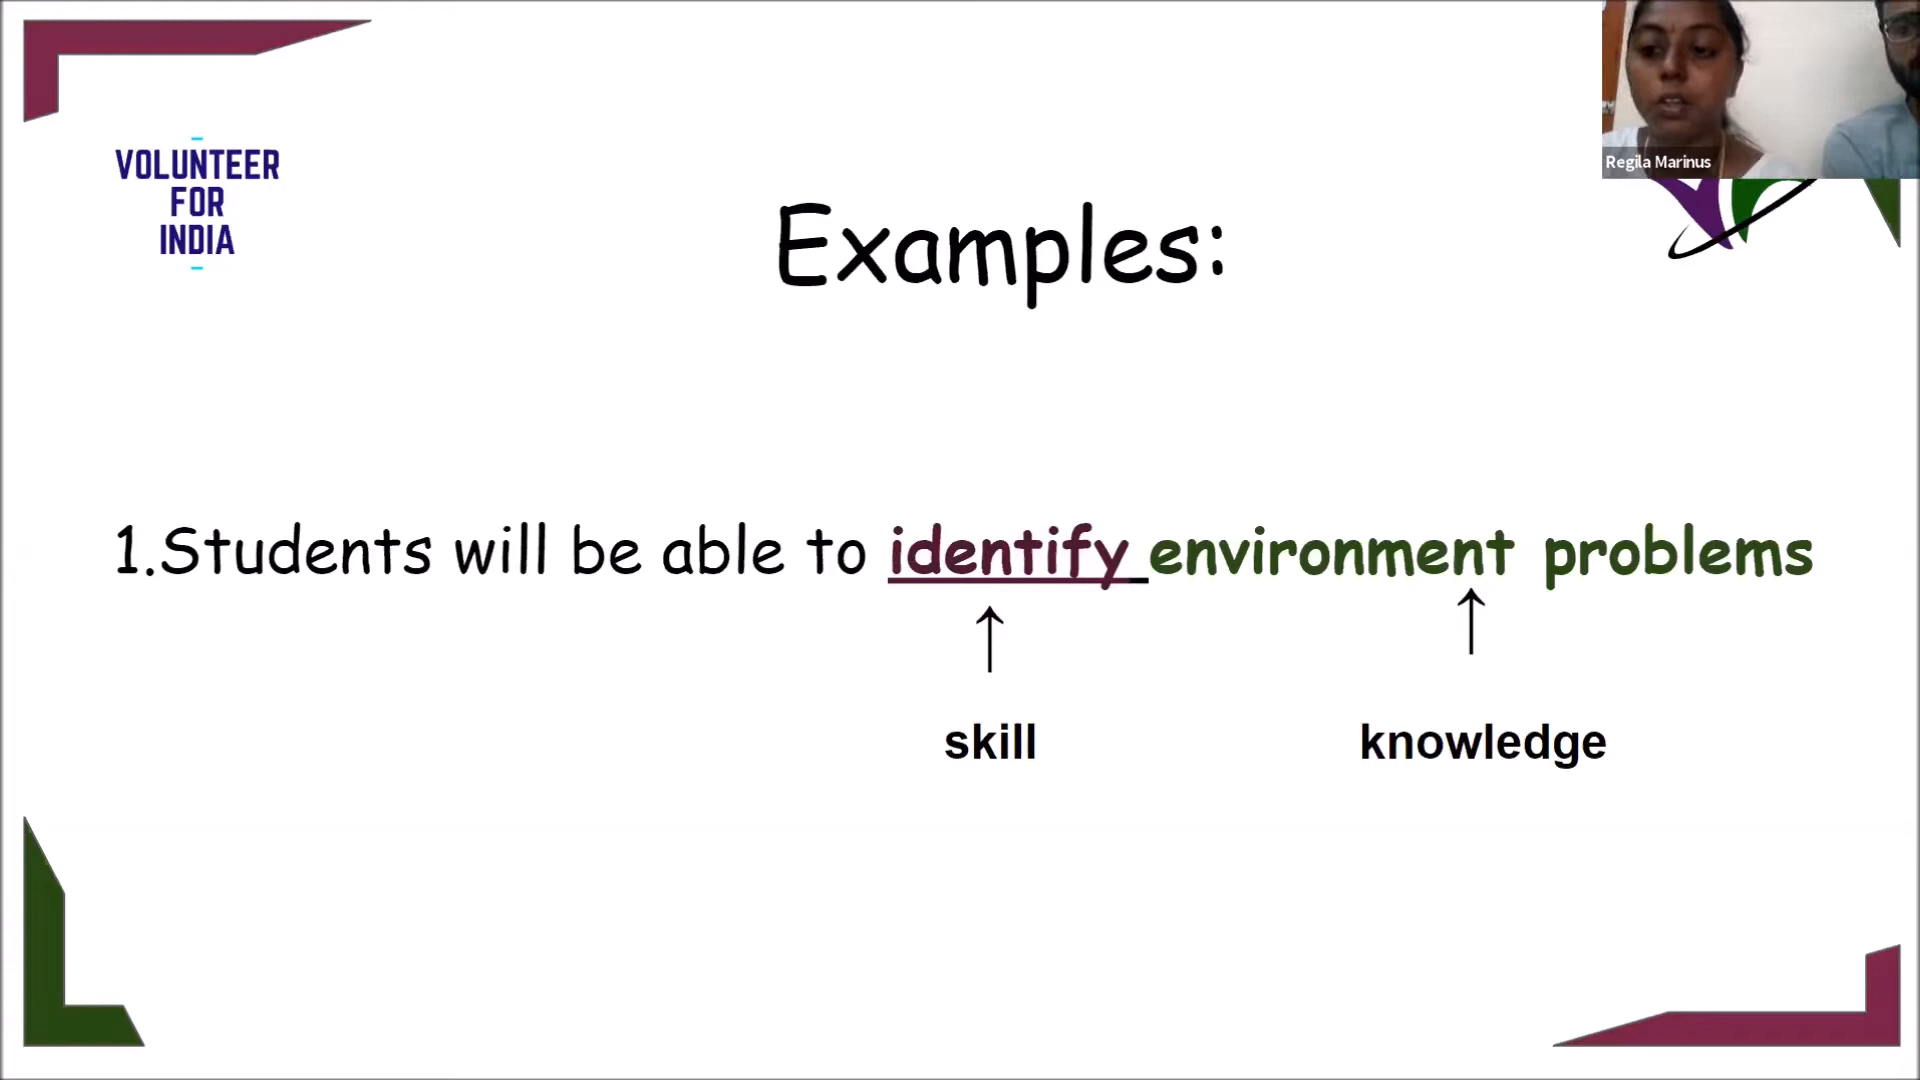 VOLUNTEER
FOR
INDIA
Regila Marinus
Examples:
1.Students will be able to identify environment problems
↑ ↑
skill knowledge